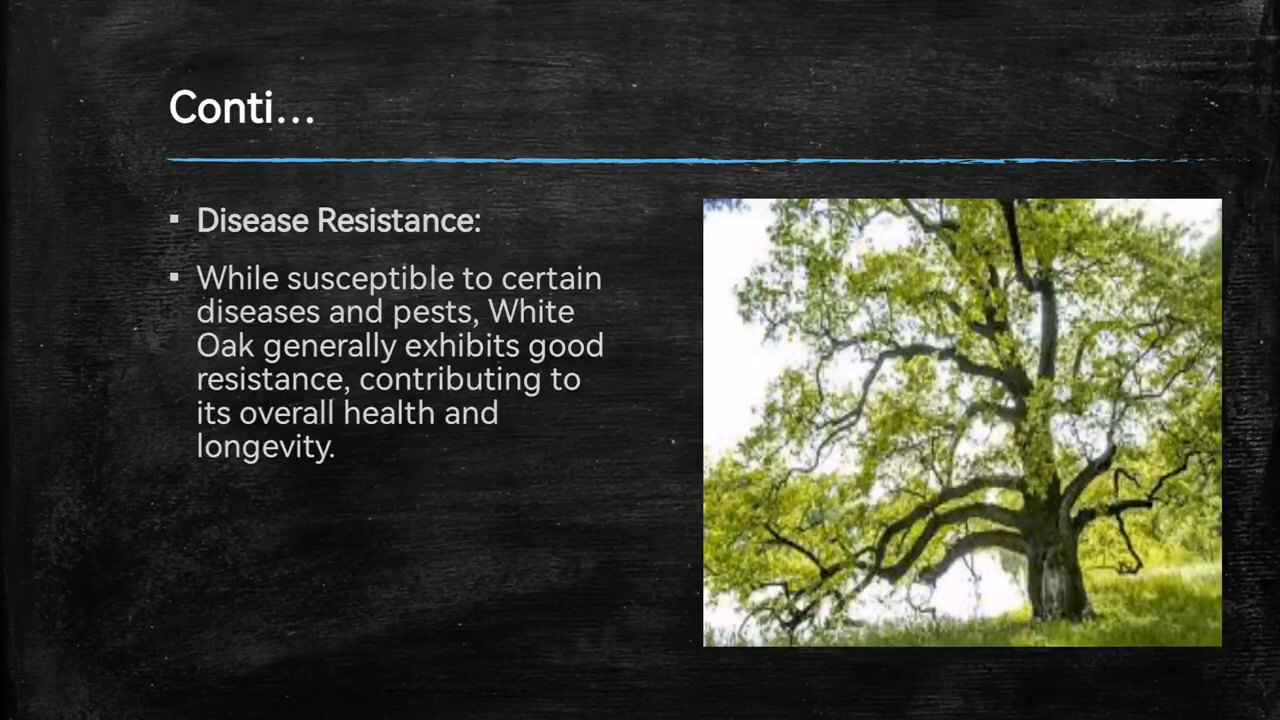 Conti...
▪ Disease Resistance:
▪ While susceptible to certain
diseases and pests, White
Oak generally exhibits good
resistance, contributing to
its overall health and
longevity.